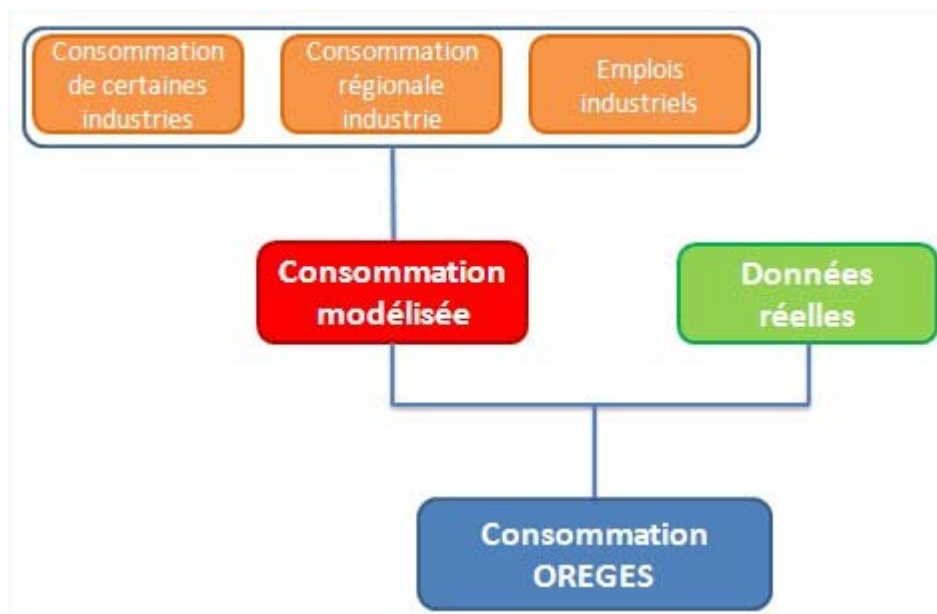 Consommation
de certaines
industries
Consommation
régionale
industrie
Emplois
industriels
Consommation
modélisée
Données
réelles
Consommation
OREGES